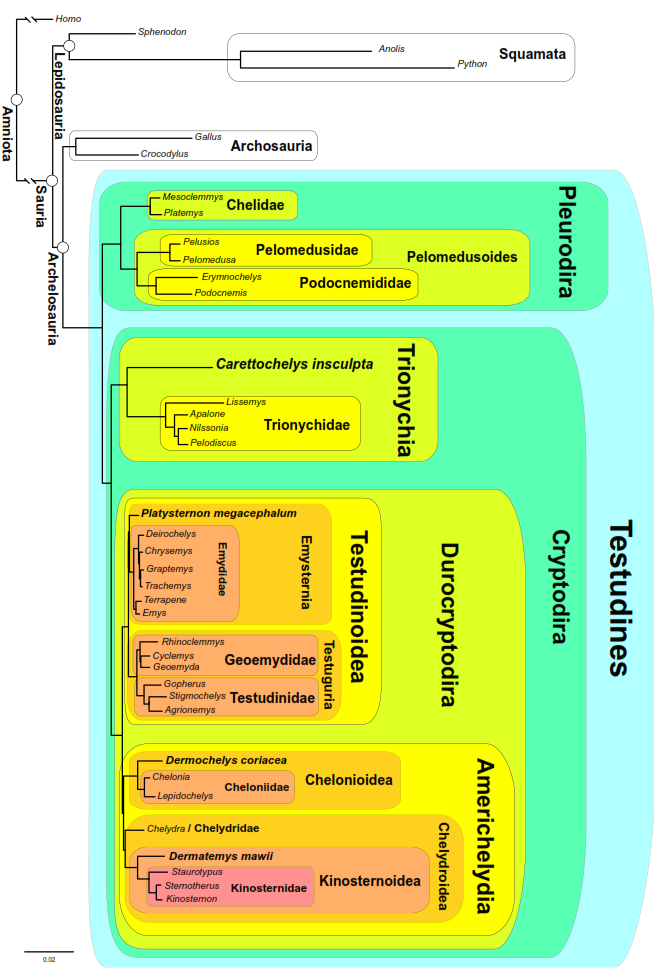 Homo
Sphenodon
Anolis
Squamata
Python
Lepidosauria
Amniota
Gallus
Archosauria
Crocodylus
Sauria
Archelosauria
Mesoclemmys
Chelidae
Platemys
Pleurodira
Pelusios
Pelomedusidae
Pelomedusa
Pelomedusoides
Erymnochelys
Podocnemididae
Podocnemis
Carettochelys insculpta
Trionychia
Lissemys
Apalone
Trionychidae
Nilssonia
Pelodiscus
Platysternon megacephalum
Deirochelys
Chrysemys
Emydidae
Emysternia
Graptemys
Trachemys
Terrapene
Emys
Testudinoidea
Durocryptodira
Cryptodira
Testudines
Rhinoclemmys
Cyclemys
Geoemydidae
Geoemyda
Testuguria
Gopherus
Stigmochelys
Testudinidae
Agrionemys
Dermochelys coriacea
Chelonia
Cheloniidae
Chelonioidea
Lepidochelys
Americhelydia
Chelydra / Chelydridae
Chelydroidea
Dermatemys mawii
Staurotypus
Sternotherus
Kinosternidae
Kinosternoidea
Kinosternon
0.02